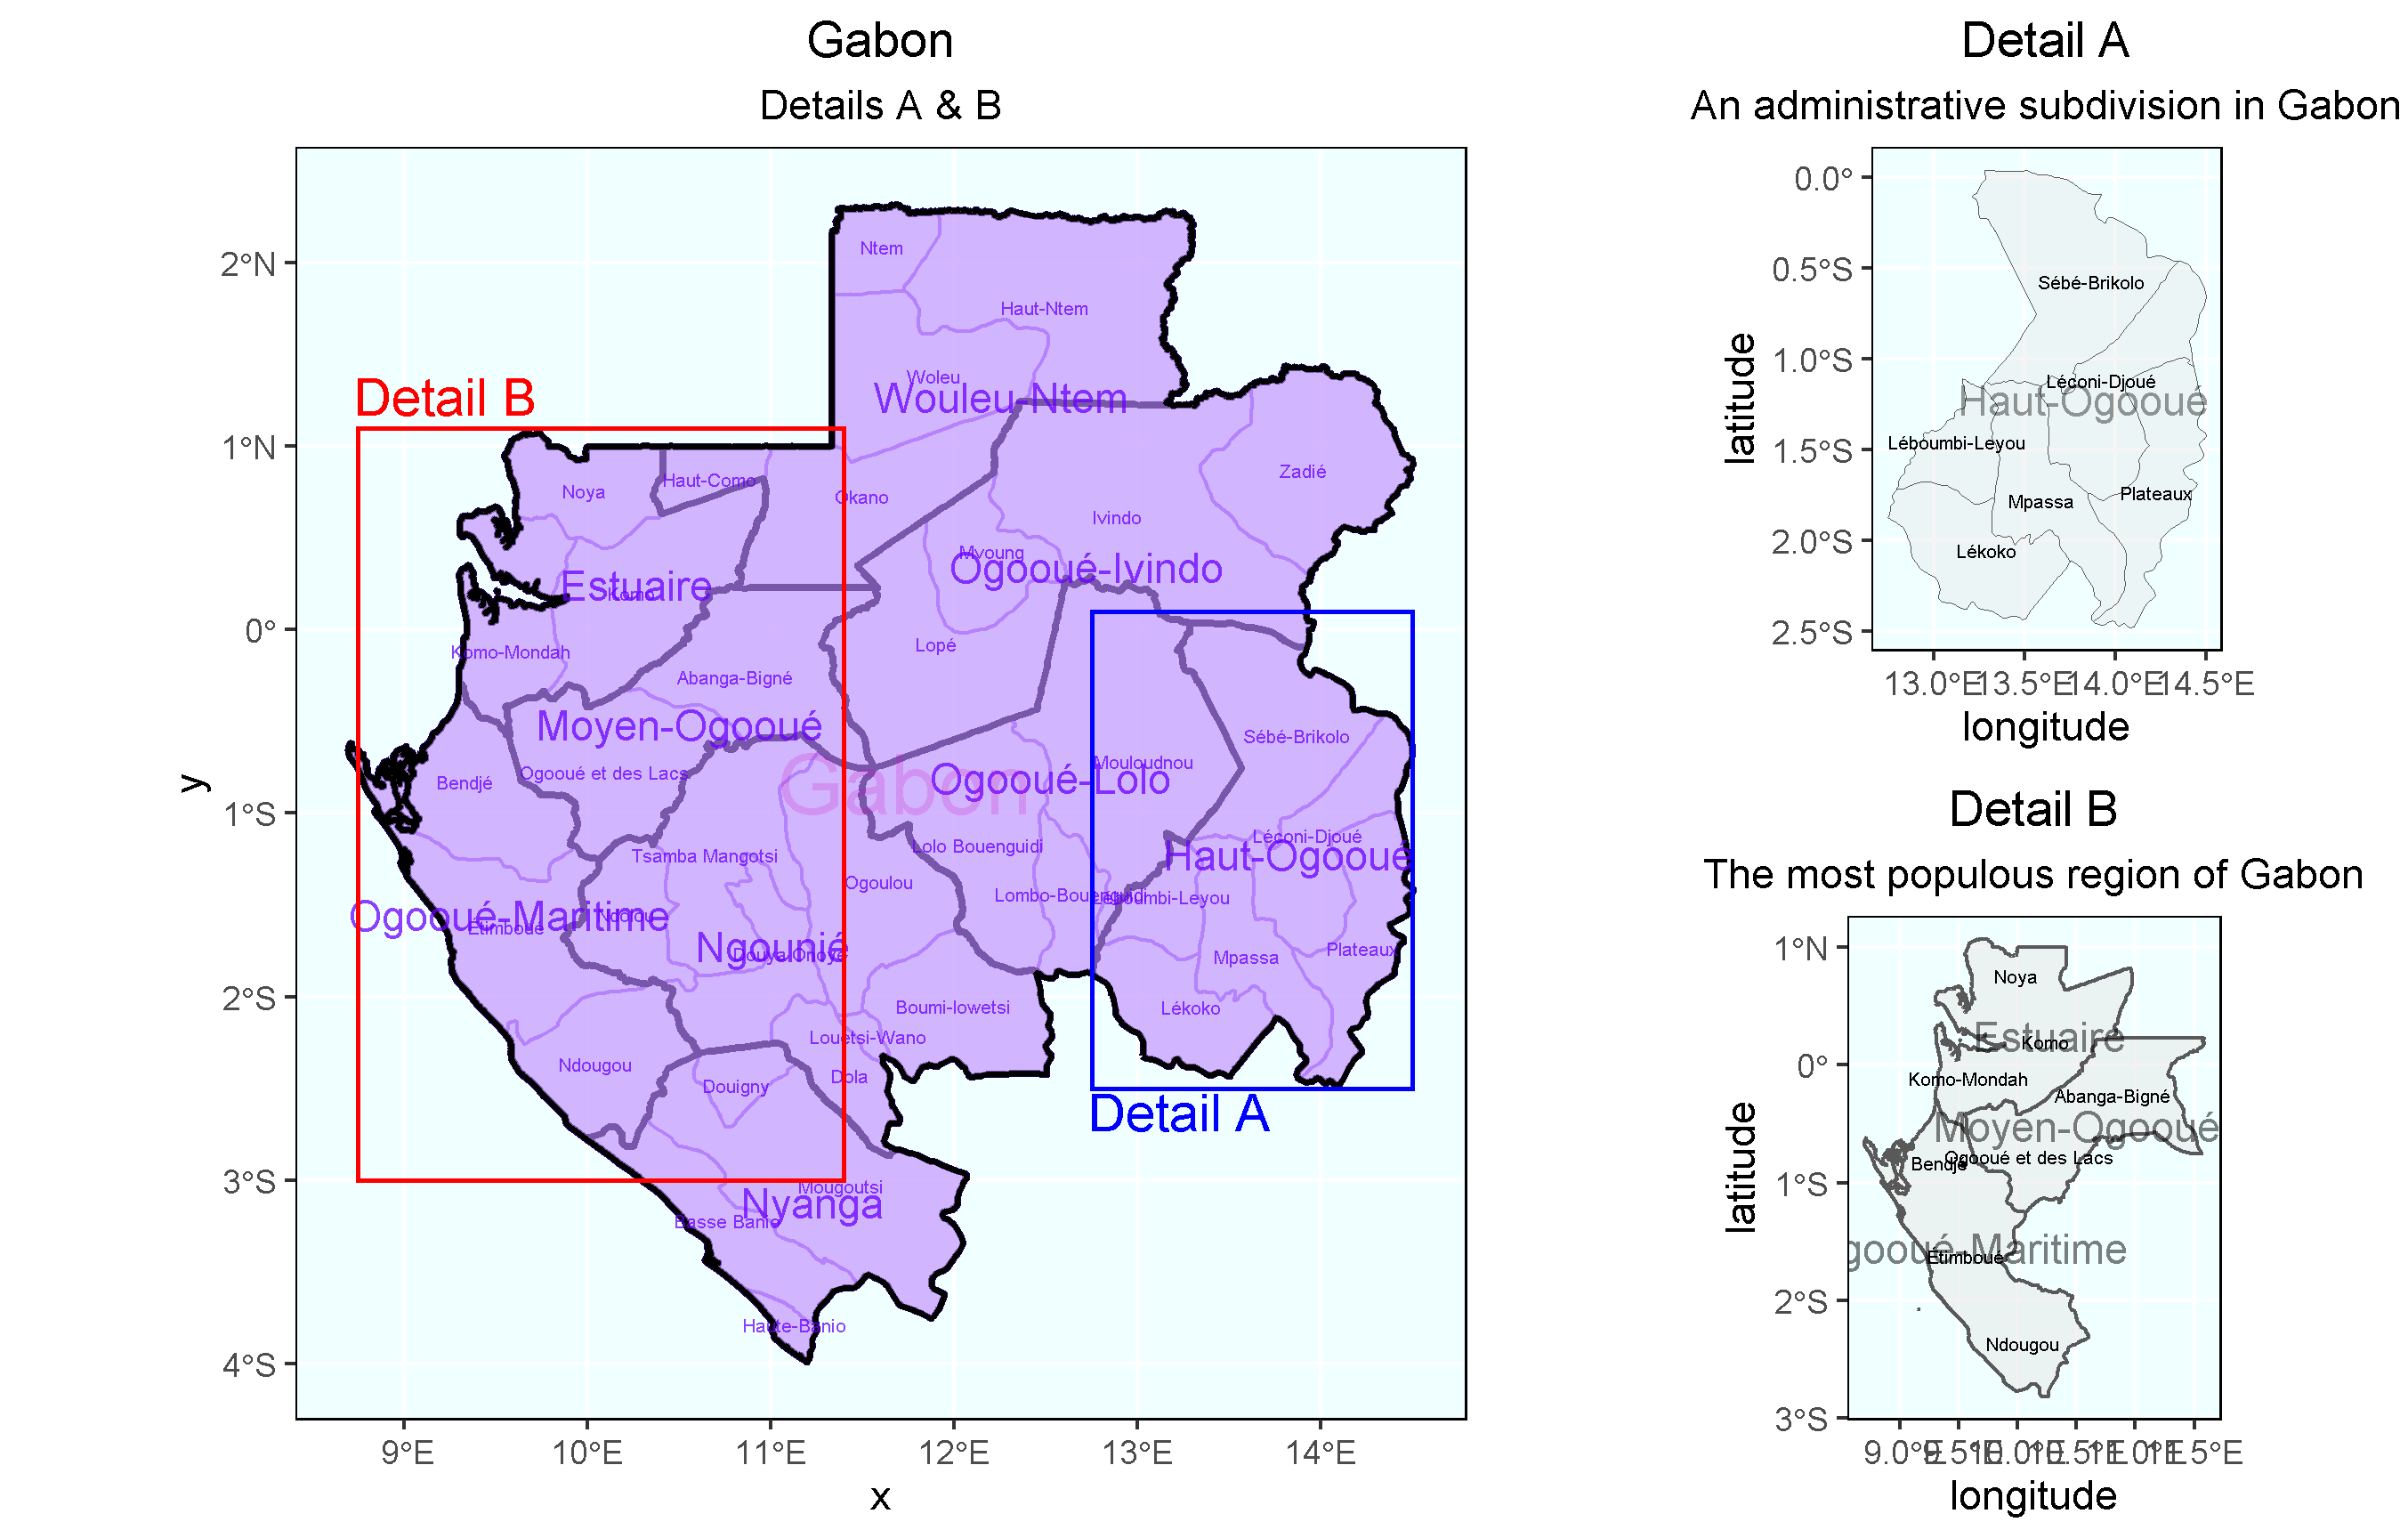 Gabon
Details A & B
2°N
1°N
0°
1°S
2°S
3°S
4°S
y
9°E
10°E
11°E
12°E
13°E
14°E
x
Detail B
Detail A
Gabon
Ntem
Haut-Ntem
Woleu
Wouleu-Ntem
Haut-Como
Noya
Okano
Zadié
Ivindo
Mvoung
Ogooué-Ivindo
Estuaire
Komo
Komo-Mondah
Lopé
Abanga-Bigné
Moyen-Ogooué
Sébé-Brikolo
Mouloudnou
Ogooué-Lolo
Ogooué et des Lacs
Bendjé
Léconi-Djoué
Haut-Ogooué
Lolo Bouenguidi
Tsamba Mangotsi
Ogoulou
Lombo-Bouenguidi
Léboumbi-Leyou
Ogooué-Maritime
Ndolou
Étimboué
Ngounié
Douya-Onoye
Plateaux
Mpassa
Lékoko
Boumi-Iowetsi
Louetsi-Wano
Ndougou
Dola
Douigny
Mougoutsi
Nyanga
Basse Banio
Haute-Banio
Detail A
An administrative subdivision in Gabon
0.0°
0.5°S
1.0°S
1.5°S
2.0°S
2.5°S
latitude
13.0°E
13.5°E
14.0°E
14.5°E
longitude
Sébé-Brikolo
Léconi-Djoué
Haut-Ogooué
Léboumbi-Leyou
Plateaux
Mpassa
Lékoko
Detail B
The most populous region of Gabon
1°N
0°
1°S
2°S
3°S
latitude
9.0°E
9.5°E
10.0°E
10.5°E
11.0°E
11.5°E
longitude
Noya
Estuaire
Komo
Komo-Mondah
Abanga-Bigné
Moyen-Ogooué
Ogooué et des Lacs
Bendjé
gooué-Maritime
Étimboué
Ndougou